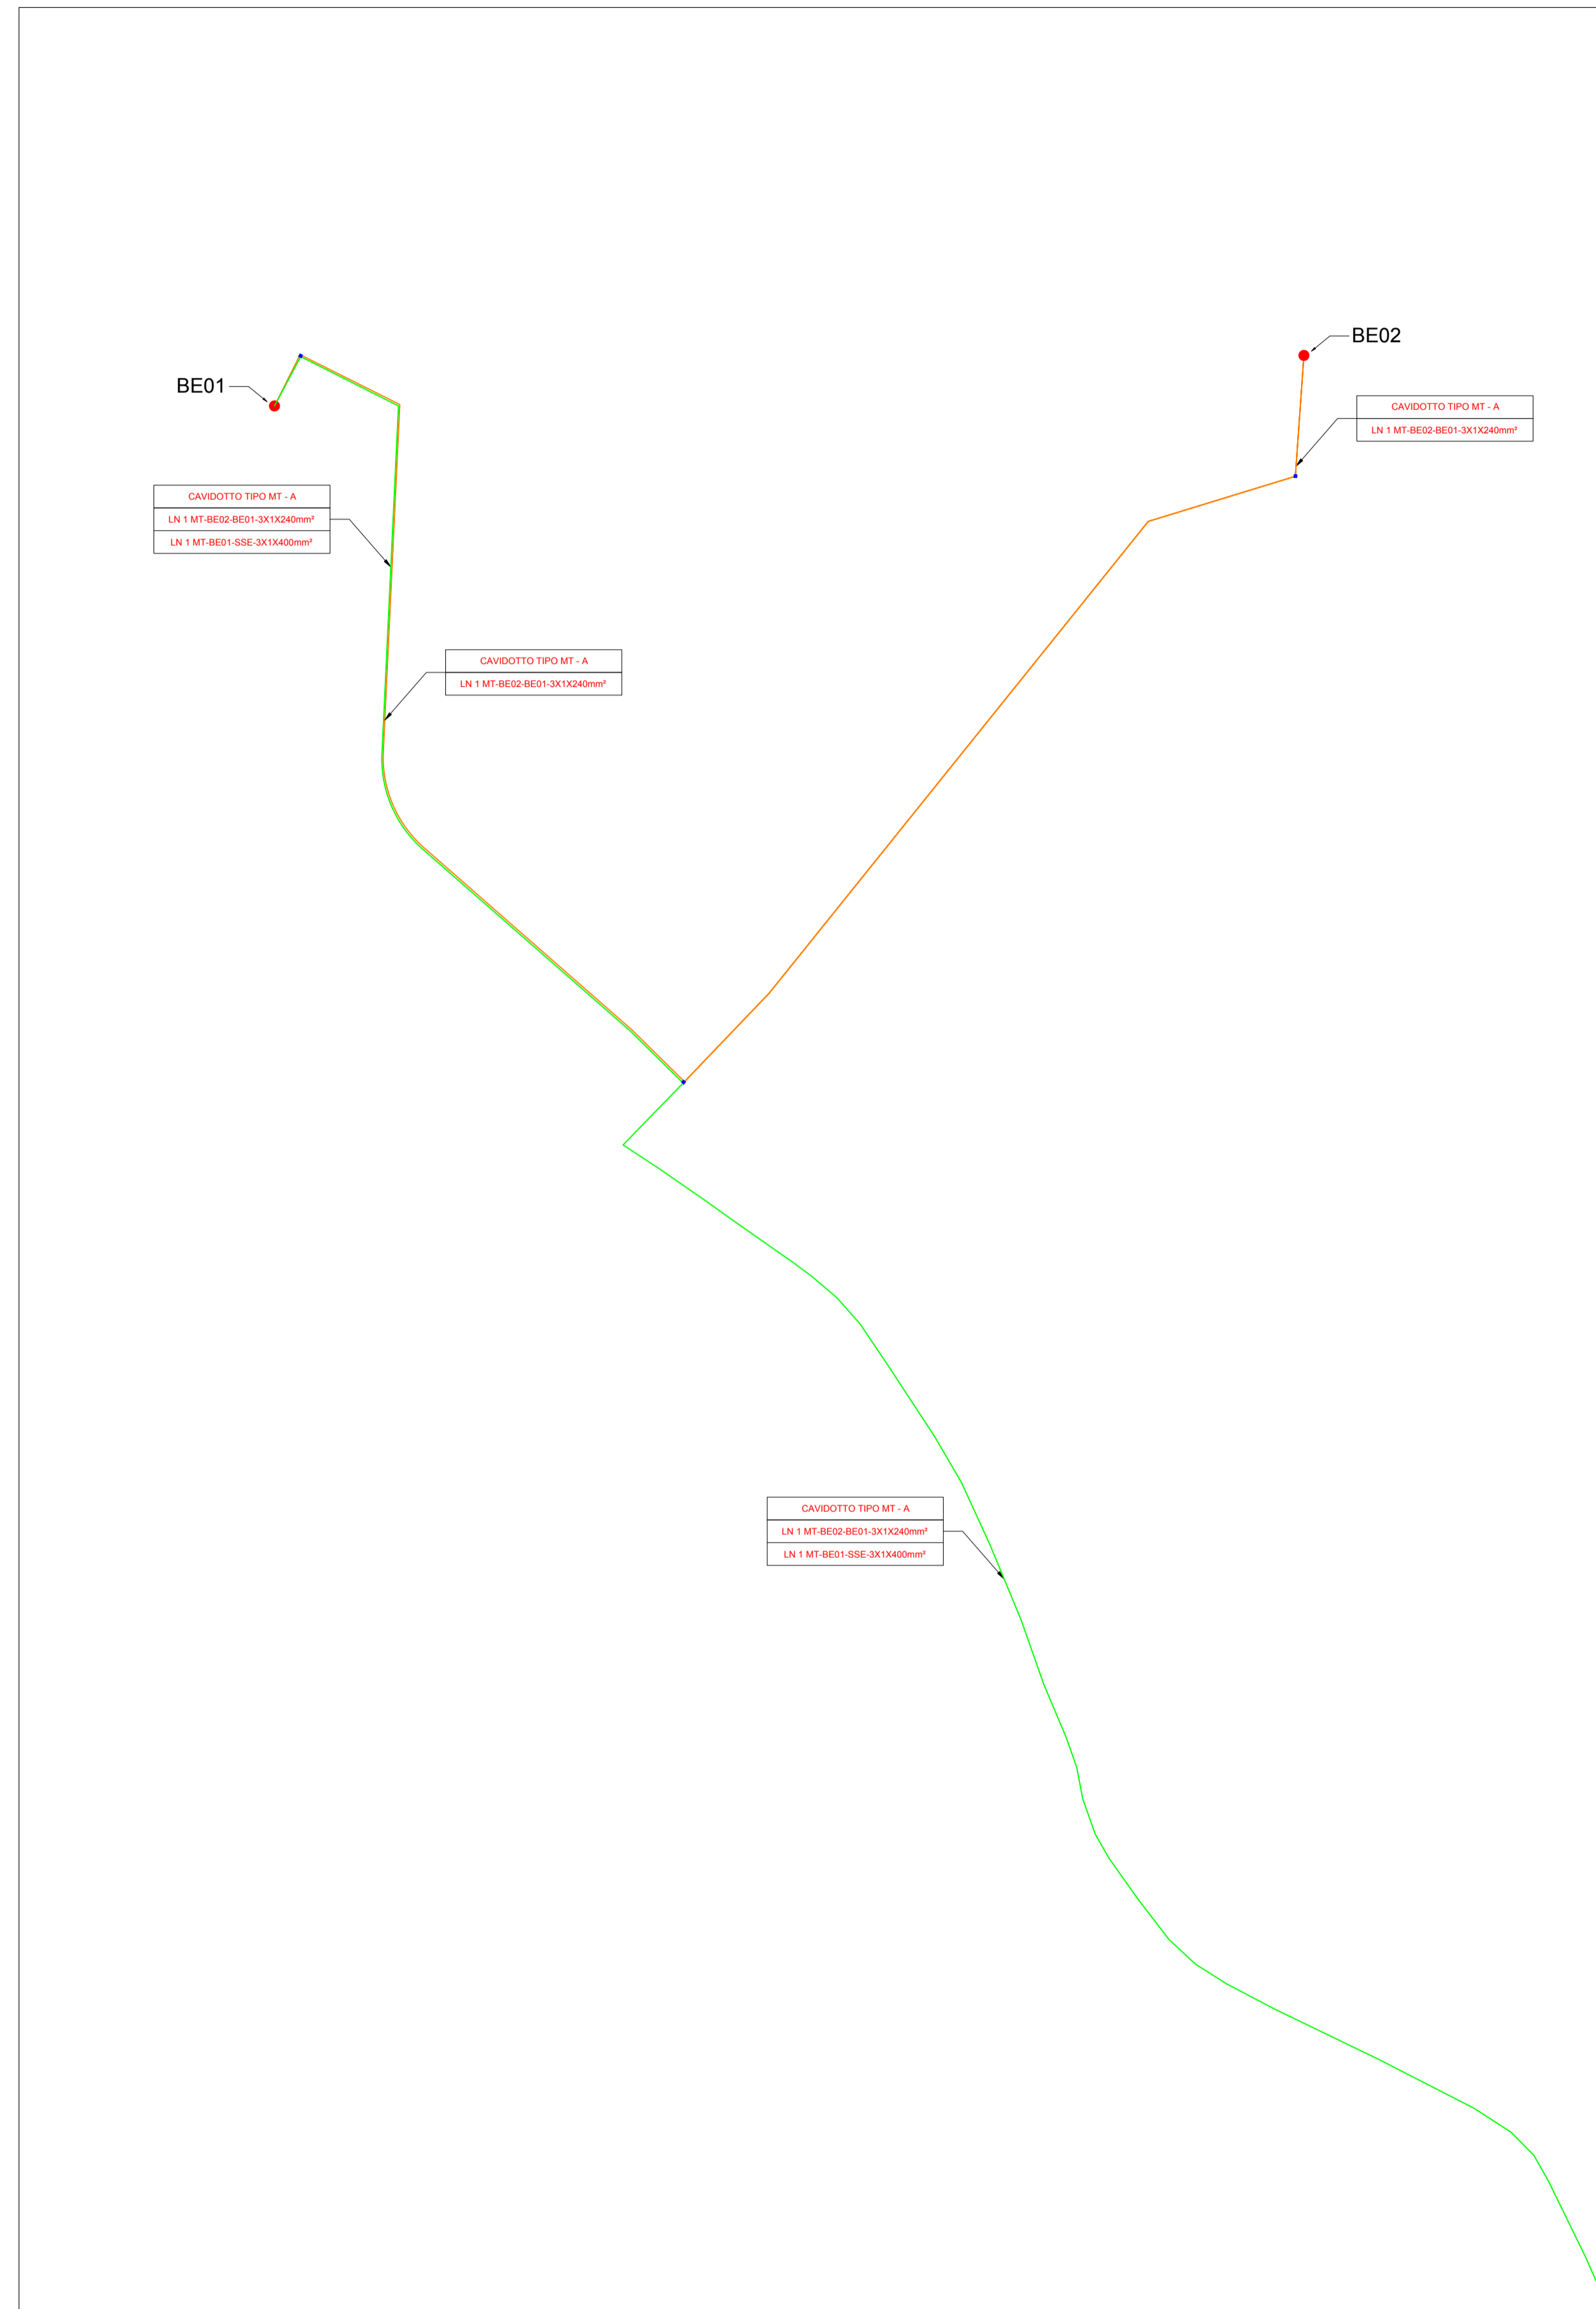 BE02
BE01
CAVIDOTTO TIPO MT - A
LN 1 MT-BE02-BE01-3X1X240mm²
CAVIDOTTO TIPO MT - A
LN 1 MT-BE02-BE01-3X1X240mm²
LN 1 MT-BE01-SSE-3X1X400mm²
CAVIDOTTO TIPO MT - A
LN 1 MT-BE02-BE01-3X1X240mm²
CAVIDOTTO TIPO MT - A
LN 1 MT-BE02-BE01-3X1X240mm²
LN 1 MT-BE01-SSE-3X1X400mm²